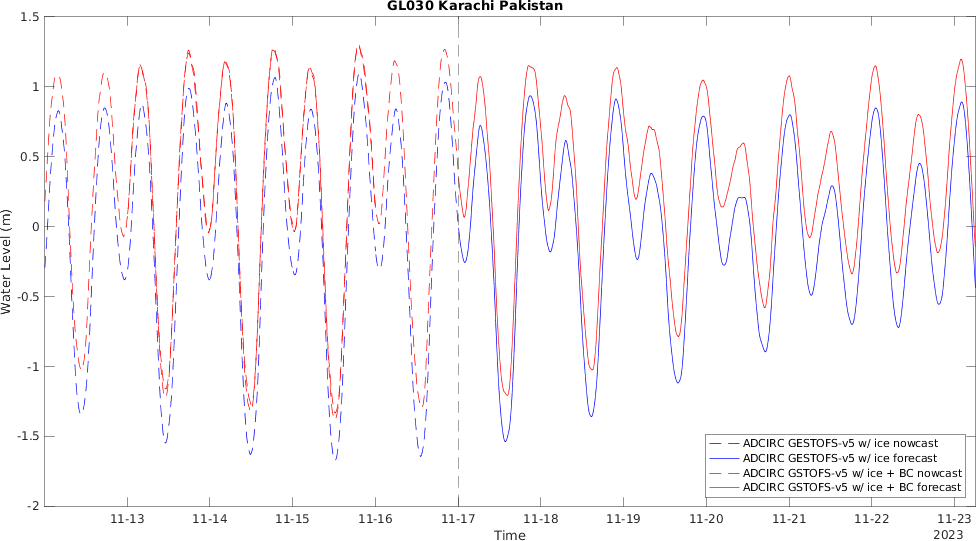 GL030 Karachi Pakistan
1.5
1
0.5
0
-0.5
-1
-1.5
-2
Water Level (m)
11-13 11-14 11-15 11-16 11-17 11-18 11-19 11-20 11-21 11-22 11-23
Time
2023
ADCIRC GESTOFS-v5 w/ ice nowcast
ADCIRC GESTOFS-v5 w/ ice forecast
ADCIRC GSTOFS-v5 w/ ice + BC nowcast
ADCIRC GSTOFS-v5 w/ ice + BC forecast